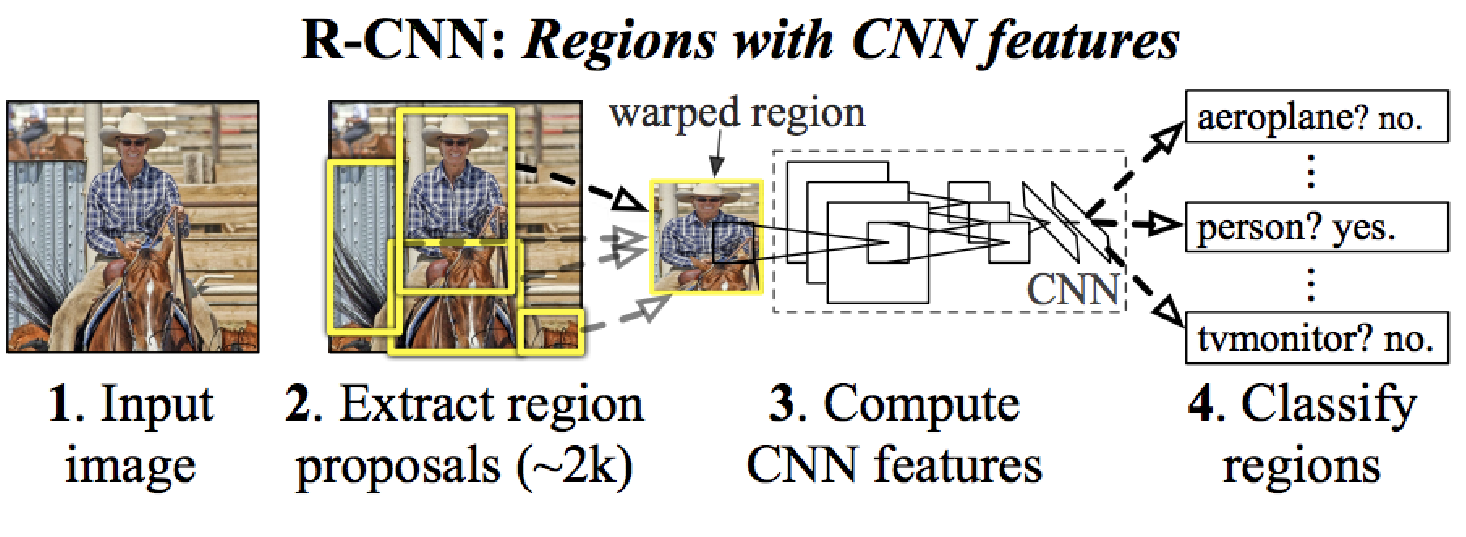 R-CNN: Regions with CNN features
warped region
aeroplane? no.
person? yes.
tvmonitor? no.
CNN
1. Input
image
2. Extract region
proposals (~2k)
3. Compute
CNN features
4. Classify
regions